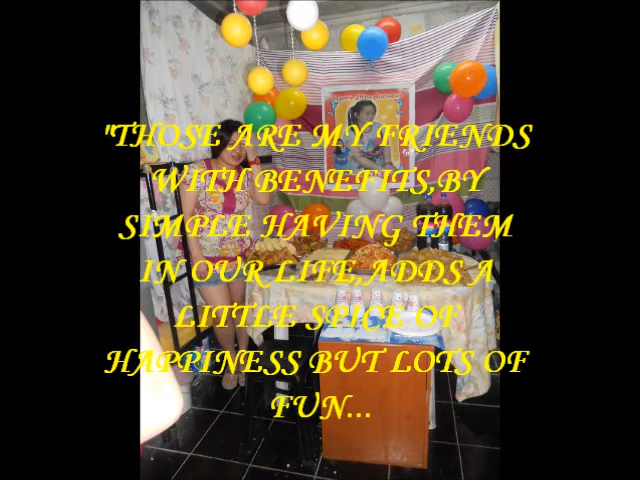 "THOSE ARE MY FRIENDS
WITH BENEFITS,BY
SIMPLE HAVING THEM
IN OUR LIFE,ADDS A
LITTLE SPICE OF
HAPPINESS BUT LOTS OF
FUN...